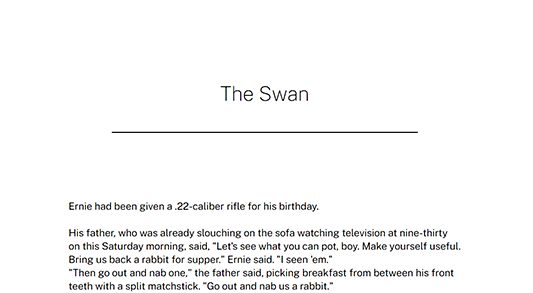 The Swan
Ernie had been given a .22-caliber rifle for his birthday.
His father, who was already slouching on the sofa watching television at nine-thirty
on this Saturday morning, said, "Let's see what you can pot, boy. Make yourself useful.
Bring us back a rabbit for supper." Ernie said. "I seen 'em."
"Then go out and nab one," the father said, picking breakfast from between his front
teeth with a split matchstick. "Go out and nab us a rabbit."